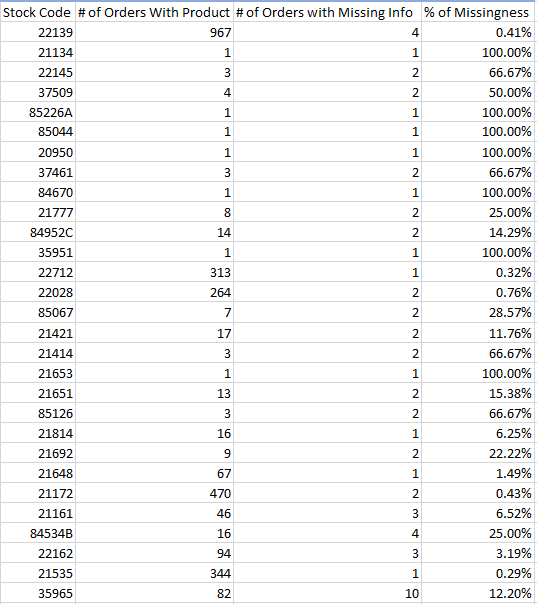 Stock Code # of Orders With Product # of Orders with Missing Info % of Missingness
22139 967 4 0.41%
21134 1 1 100.00%
22145 3 2 66.67%
37509 4 2 50.00%
85226A 1 1 100.00%
85044 1 1 100.00%
20950 1 1 100.00%
37461 3 2 66.67%
84670 1 1 100.00%
21777 8 2 25.00%
84952C 14 2 14.29%
35951 1 1 100.00%
22712 313 1 0.32%
22028 264 2 0.76%
85067 7 2 28.57%
21421 17 2 11.76%
21414 3 2 66.67%
21653 1 1 100.00%
21651 13 2 15.38%
85126 3 2 66.67%
21814 16 1 6.25%
21692 9 2 22.22%
21648 67 1 1.49%
21172 470 2 0.43%
21161 46 3 6.52%
84534B 16 4 25.00%
22162 94 3 3.19%
21535 344 1 0.29%
35965 82 10 12.20%